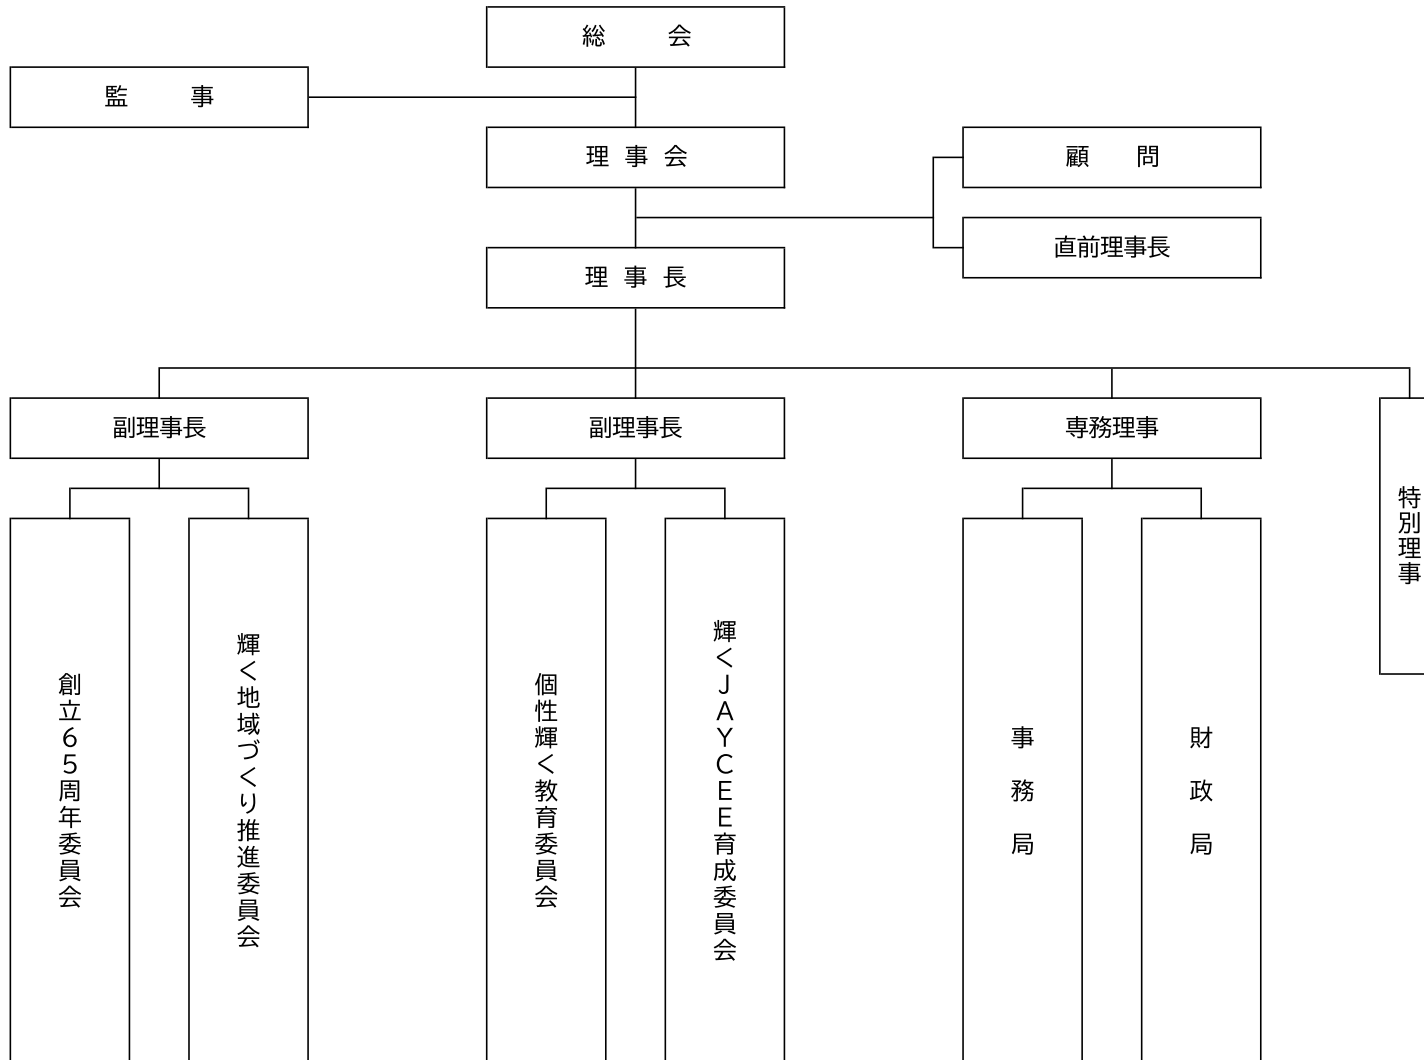 総　会
監　事
理 事 会
顧　問
直前理事長
理 事 長
副理事長
副理事長
専務理事
特別理事
創立６５周年委員会
輝く地域づくり推進委員会
個性輝く教育委員会
輝くＪＡＹＣＥＥ育成委員会
事　務　局
財　政　局